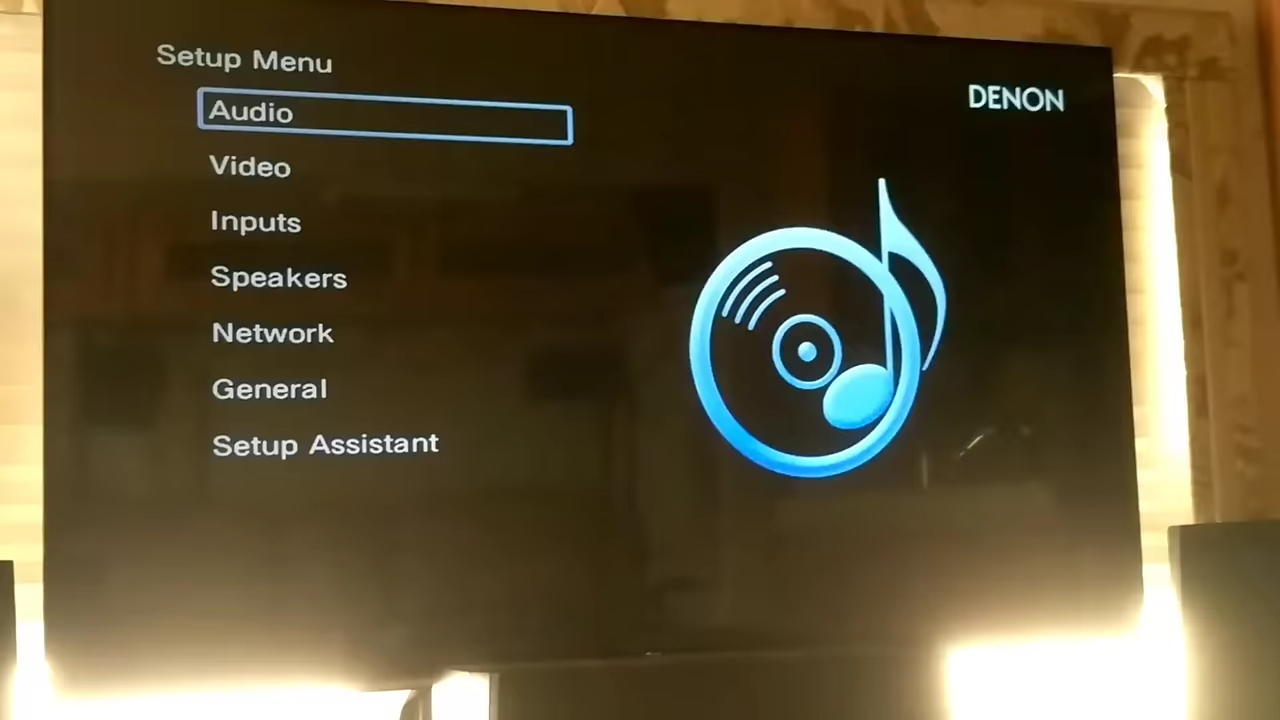 Setup Menu
DENON
Audio
Video
Inputs
Speakers
Network
General
Setup Assistant